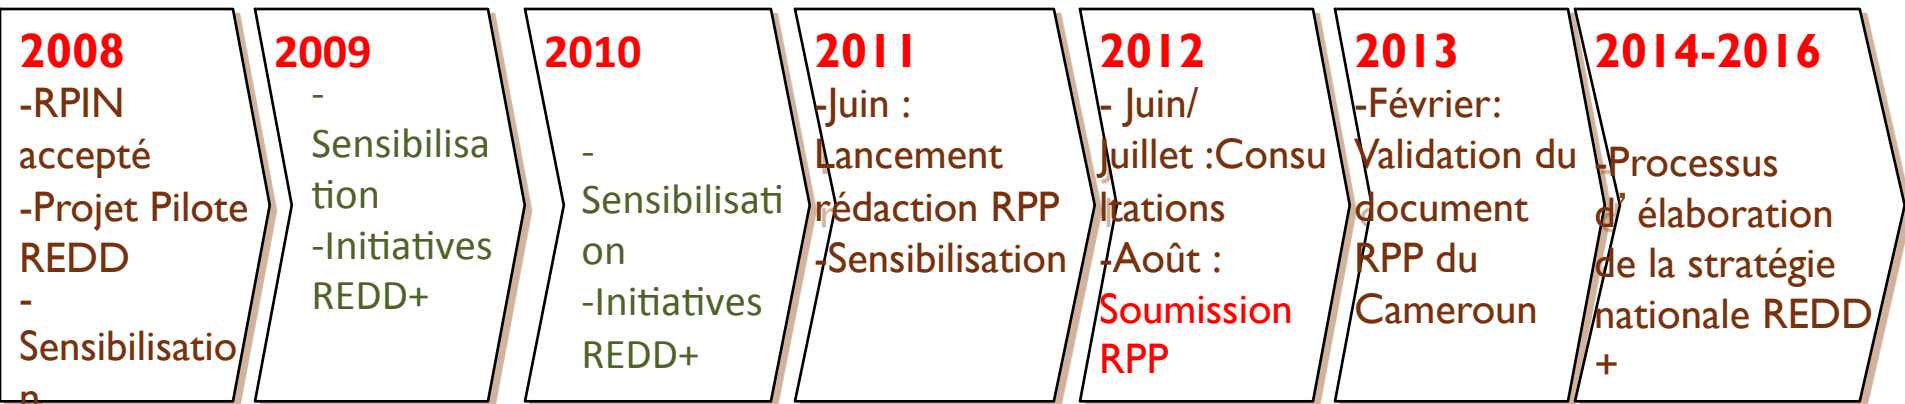 2008
-RPIN
accepté
-Projet Pilote
REDD
-
Sensibilisatio
n
2009
-
Sensibilisa
tion
-Initiatives
REDD+
2010
-
Sensibilisati
on
-Initiatives
REDD+
2011
-Juin :
Lancement
rédaction RPP
-Sensibilisation
2012
- Juin/
Juillet :Consu
ltations
-Août :
Soumission
RPP
2013
-Février:
Validation du
document
RPP du
Cameroun
2014-2016
-Processus
d’ élaboration
de la stratégie
nationale REDD
+